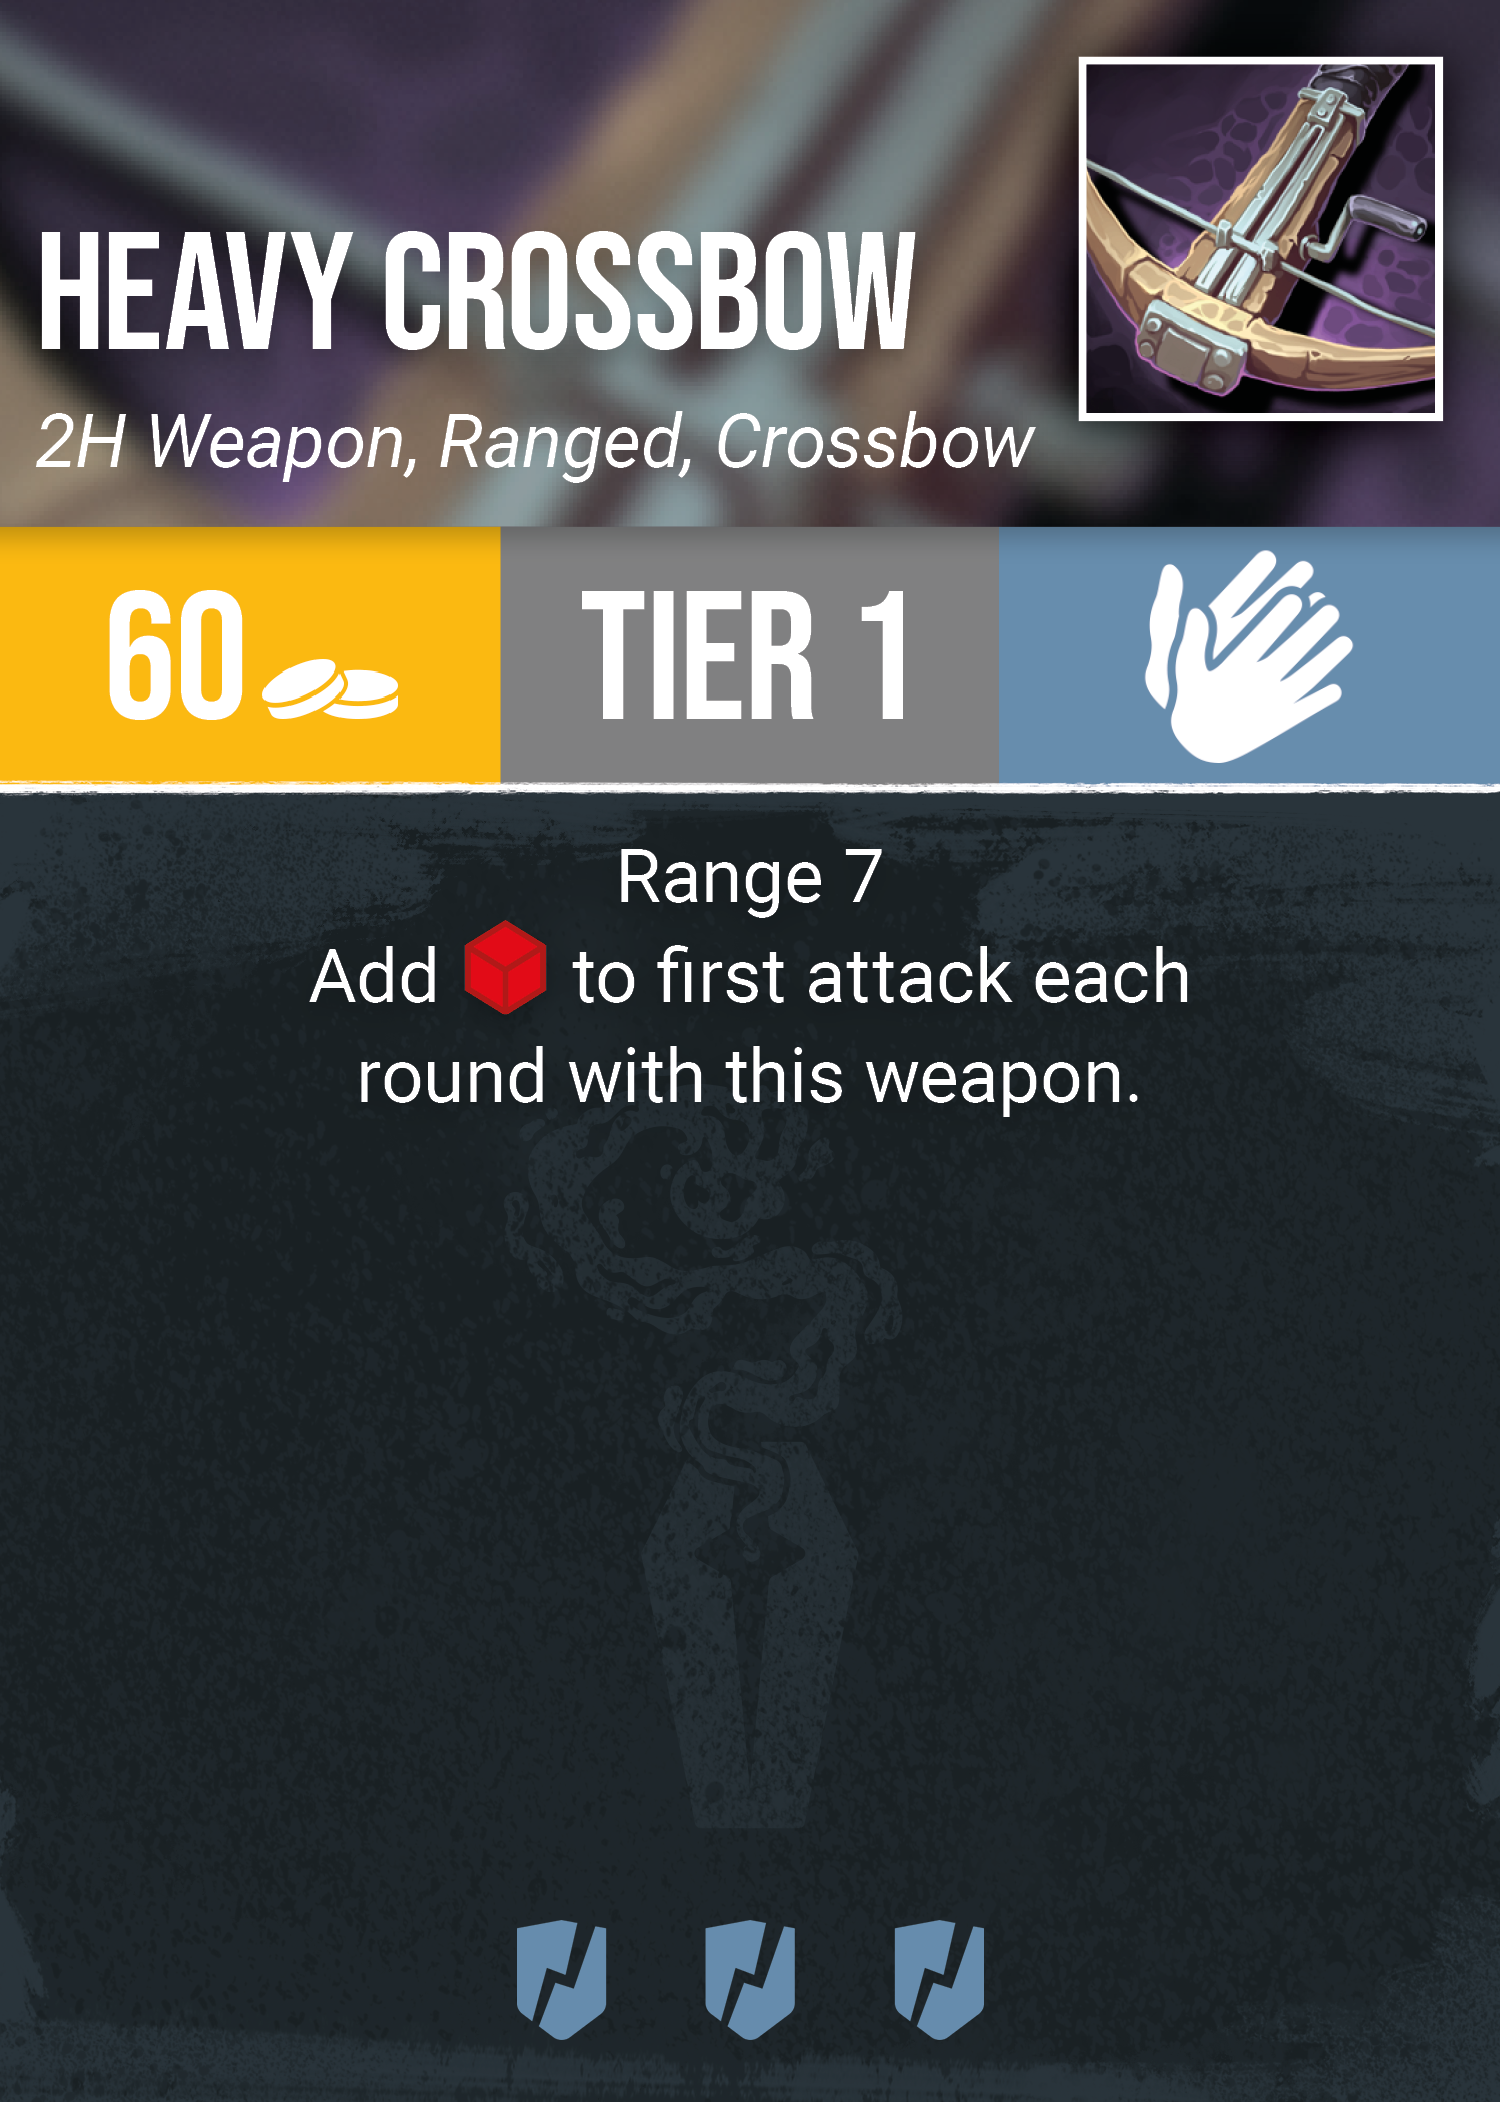 HEAVY CROSSBOW
2H Weapon, Ranged, Crossbow
60
TIER 1
Range 7
Add to first attack each
round with this weapon.